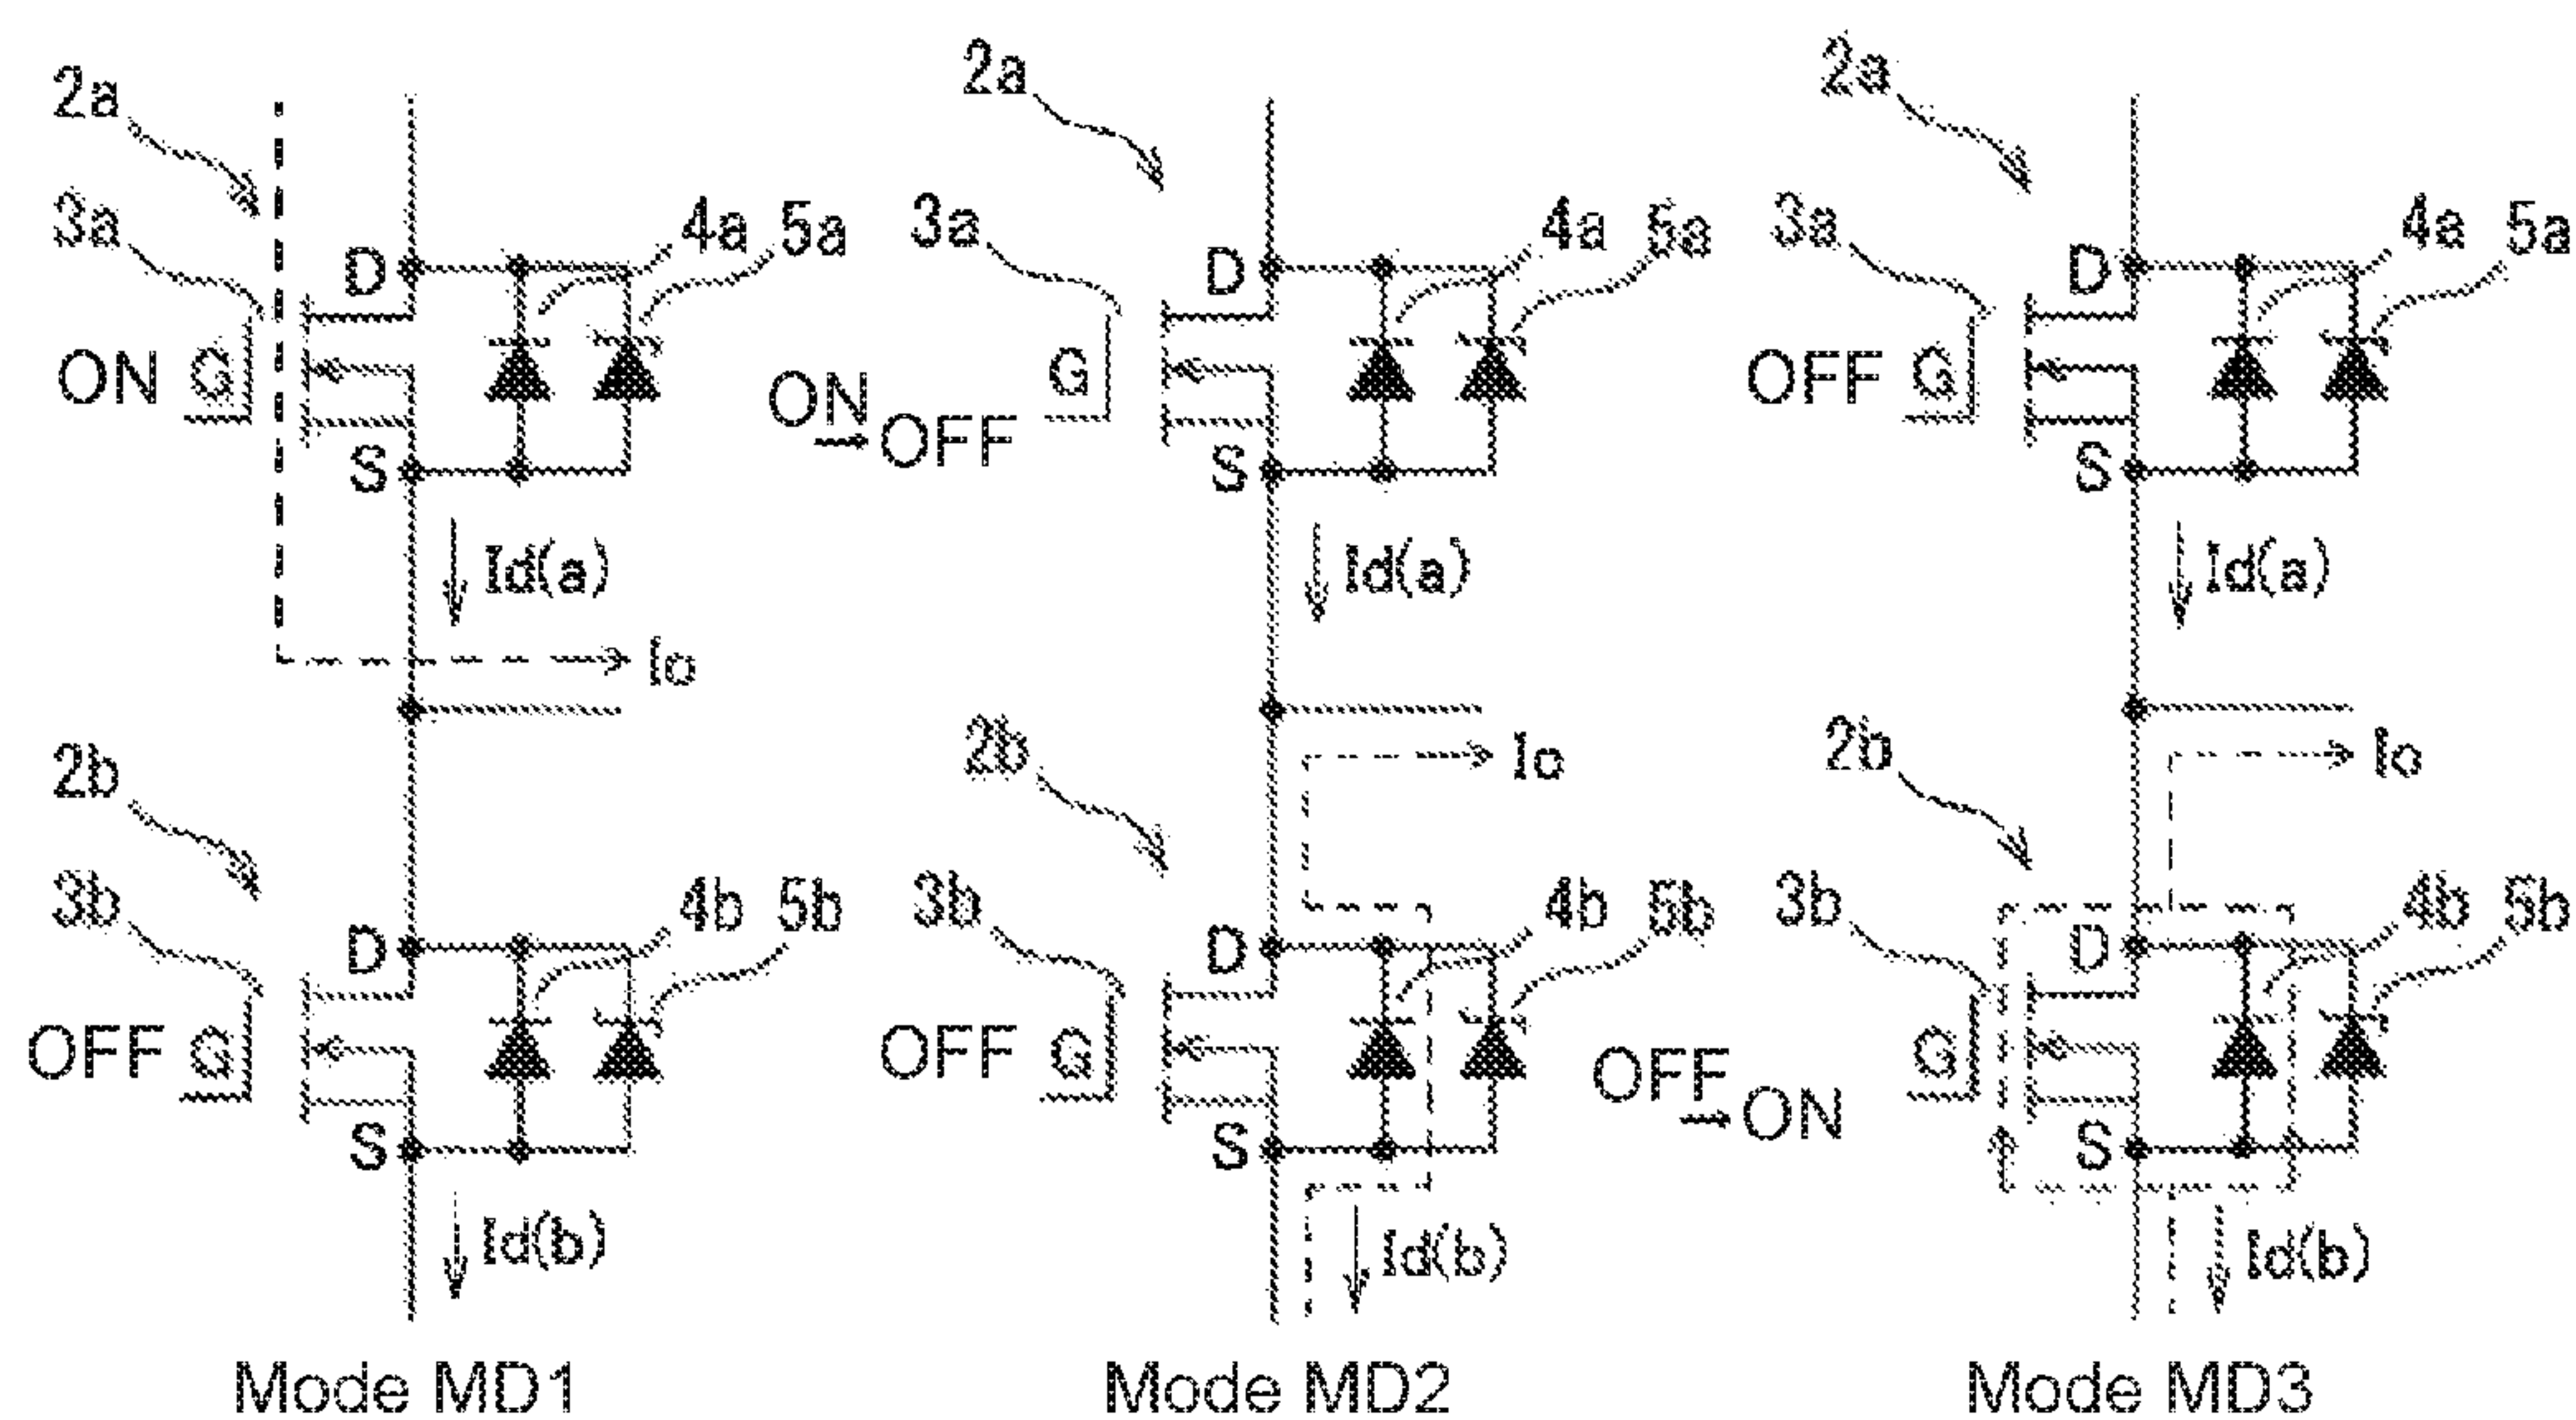 2a
3a
D
4a
5a
ON
G
S
Id(a)
Io
2b
3b
D
4b
5b
OFF
G
S
Id(b)
Mode MD1
2a
3a
D
4a
5a
ON
→OFF
G
S
Id(a)
Io
2b
3b
D
4b
5b
OFF
G
S
Id(b)
Mode MD2
2a
3a
D
4a
5a
OFF
G
S
Id(a)
Io
2b
3b
D
4b
5b
OFF
→ON
G
S
Id(b)
Mode MD3